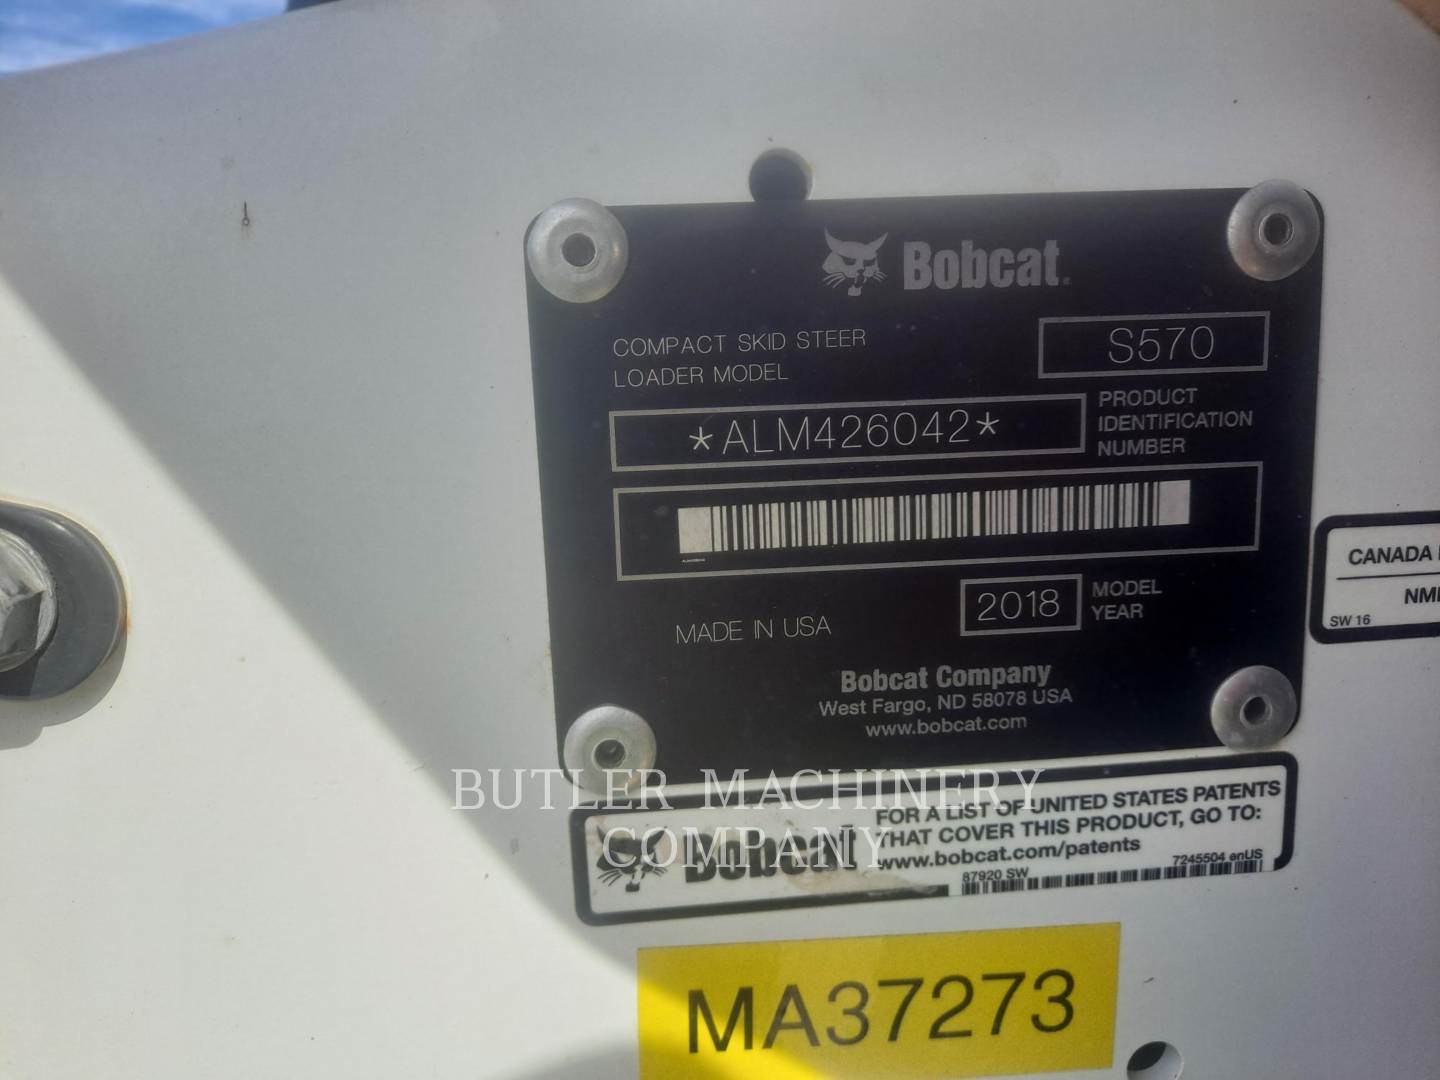 Bobcat.
COMPACT SKID STEER
LOADER MODEL
S570
*ALM426042*
PRODUCT
IDENTIFICATION
NUMBER
MADE IN USA
2018
MODEL
YEAR
Bobcat Company
West Fargo, ND 58078 USA
www.bobcat.com
CANADA
SW 16
BUTLER MACHINERY
COMPANY
Bobcat
FOR A LIST OF UNITED STATES PATENTS
THAT COVER THIS PRODUCT, GO TO:
www.bobcat.com/patents
87920 SW
7245504 enUS
MA37273